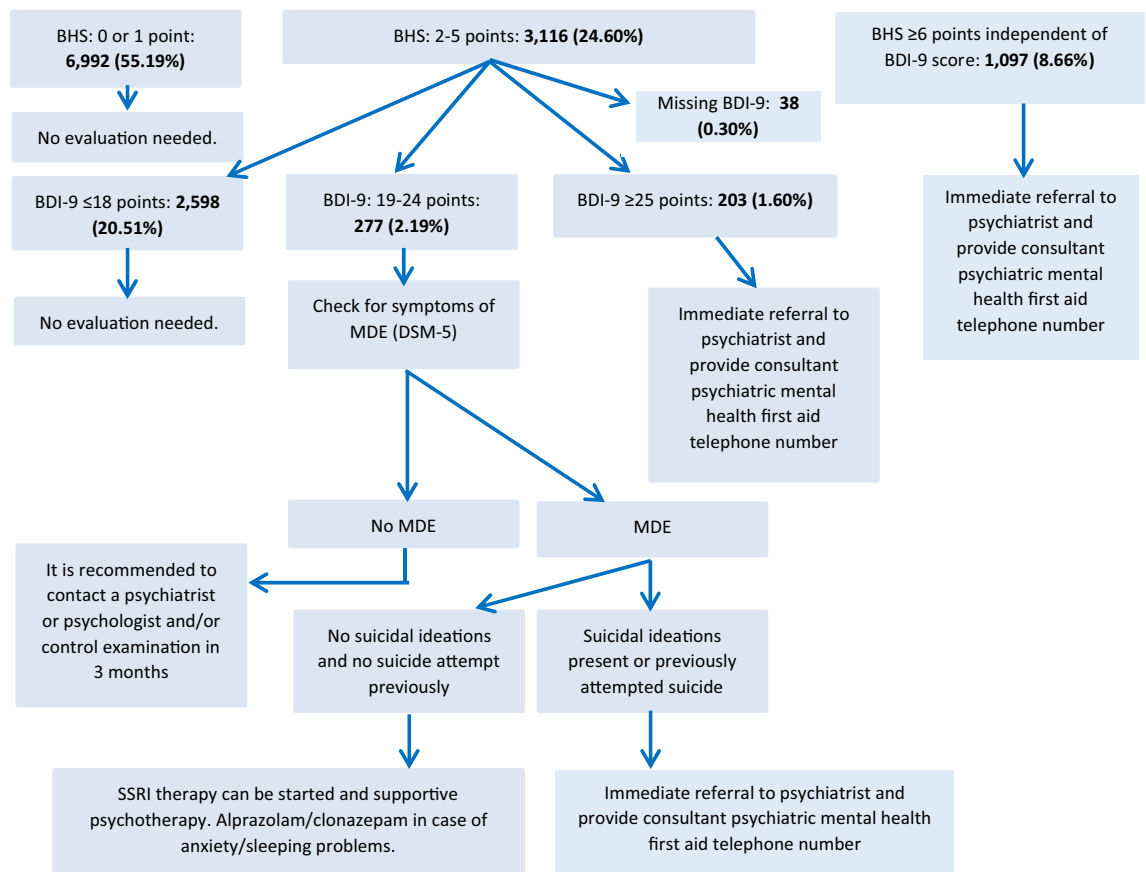 BHS: 0 or 1 point:
6,992 (55.19%)
BHS: 2-5 points: 3,116 (24.60%)
BHS ≥6 points independent of
BDI-9 score: 1,097 (8.66%)
No evaluation needed.
Missing BDI-9: 38
(0.30%)
BDI-9 ≤18 points: 2,598
(20.51%)
BDI-9: 19-24 points:
277 (2.19%)
BDI-9 ≥25 points: 203 (1.60%)
Immediate referral to
psychiatrist and
provide consultant
psychiatric mental
health first aid
telephone number
No evaluation needed.
Check for symptoms of
MDE (DSM-5)
Immediate referral to
psychiatrist and
provide consultant
psychiatric mental
health first aid
telephone number
No MDE
MDE
It is recommended to
contact a psychiatrist
or psychologist and/or
control examination in
3 months
No suicidal ideations
and no suicide attempt
previously
Suicidal ideations
present or previously
attempted suicide
SSRI therapy can be started and supportive
psychotherapy. Alprazolam/clonazepam in case of
anxiety/sleeping problems.
Immediate referral to psychiatrist and
provide consultant psychiatric mental health
first aid telephone number